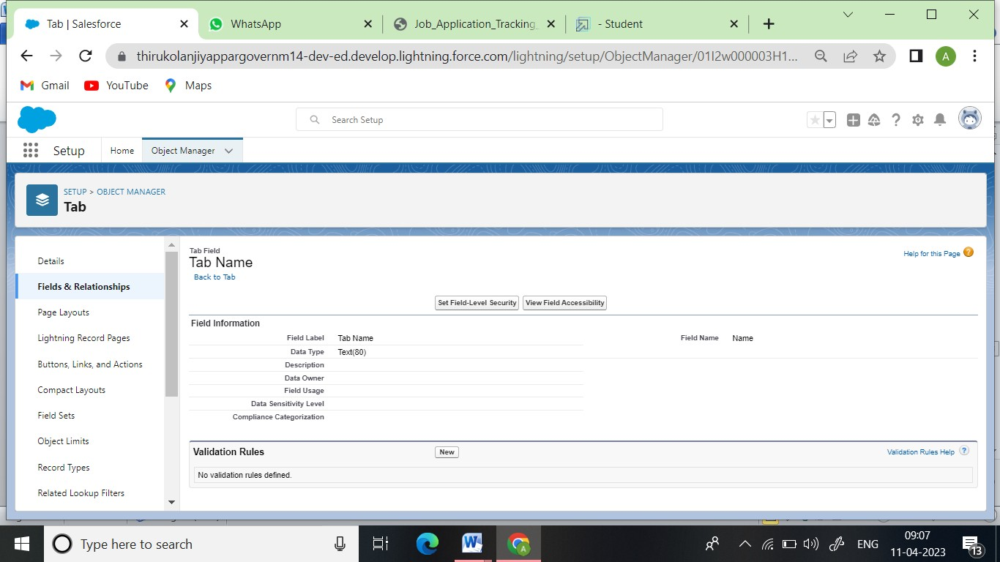 Tab | Salesforce
WhatsApp
Job_Application_Tracking_
- Student
thirukolanjiyappargovernm14-dev-ed.develop.lightning.force.com/lightning/setup/ObjectManager/01I2w000003H1...
A
Gmail
YouTube
Maps
Search Setup
Setup
Home
Object Manager
SETUP > OBJECT MANAGER
Tab
Details
Fields & Relationships
Page Layouts
Lightning Record Pages
Buttons, Links, and Actions
Compact Layouts
Field Sets
Object Limits
Record Types
Related Lookup Filters
Tab Field
Tab Name
Back to Tab
Help for this Page ?
Set Field-Level Security
View Field Accessibility
Field Information
Field Label Tab Name
Field Name Name
Data Type Text(80)
Description
Data Owner
Field Usage
Data Sensitivity Level
Compliance Categorization
Validation Rules
New
Validation Rules Help ?
No validation rules defined.
Type here to search
W
A
ENG
09:07
11-04-2023
13